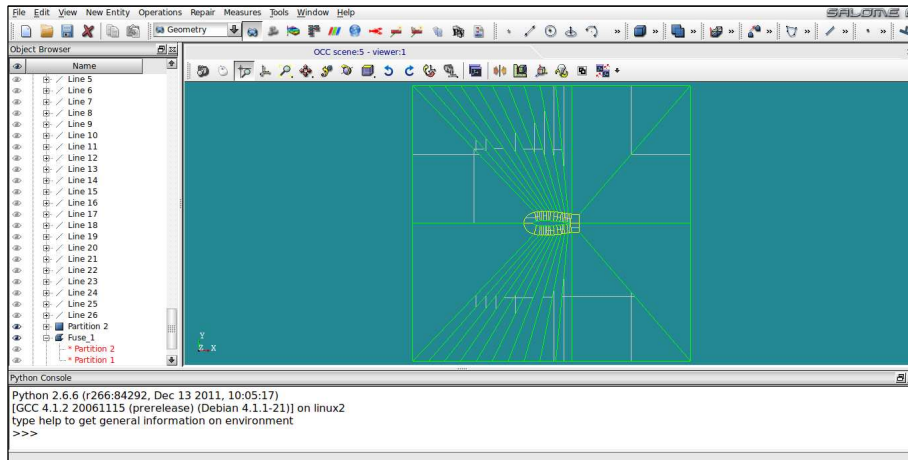 File Edit View New Entity Operations Repair Measures Tools Window Help
SALOME
Geometry
Object Browser
OCC scene:5 - viewer:1
Name
Line 5
Line 6
Line 7
Line 8
Line 9
Line 10
Line 11
Line 12
Line 13
Line 14
Line 15
Line 16
Line 17
Line 18
Line 19
Line 20
Line 21
Line 22
Line 23
Line 24
Line 25
Line 26
Partition 2
Fuse_1
* Partition 2
* Partition 1
Y
Z X
Python Console
Python 2.6.6 (r266:84292, Dec 13 2011, 10:05:17)
[GCC 4.1.2 20061115 (prerelease) (Debian 4.1.1-21)] on linux2
type help to get general information on environment
>>>